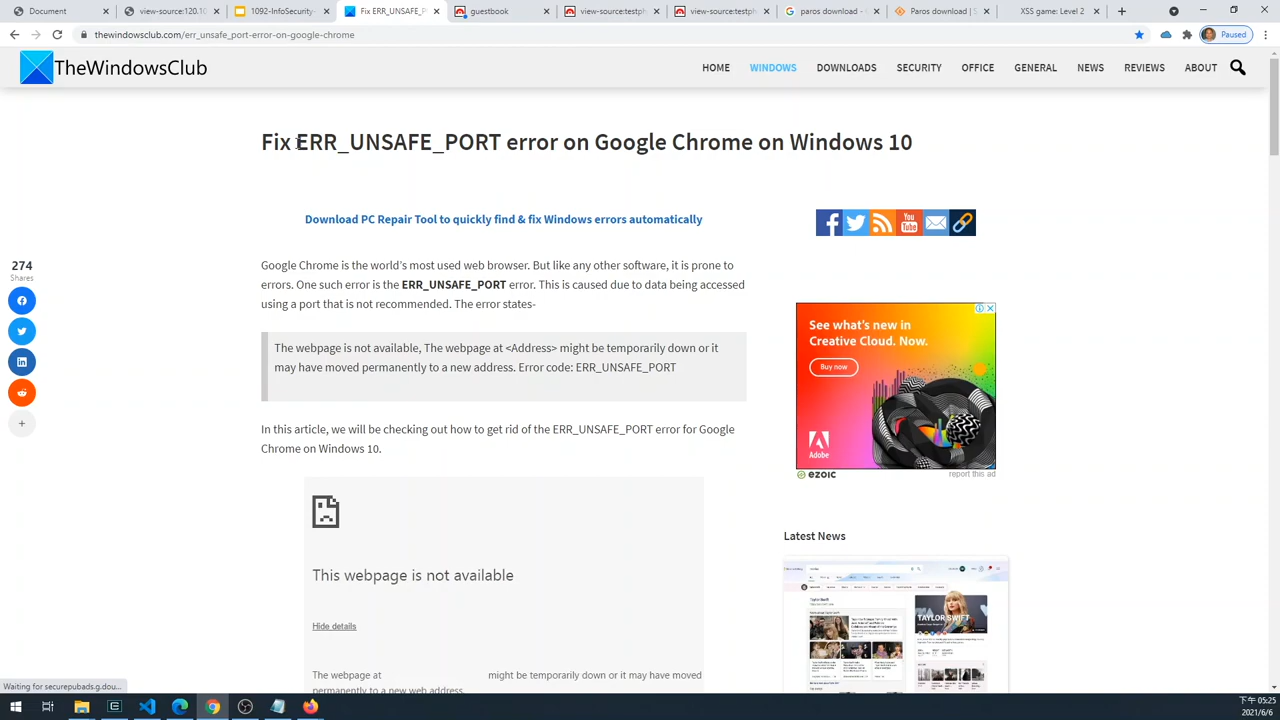 Document
view-source:120.10
1092-InfoSecurity
Fix ERR_UNSAFE_P
guestbook
view-source:testph
view-source:testph
paros download - G
Paros download | S
XSS game: Level 2
thewindowsclub.com/err_unsafe_port-error-on-google-chrome
Paused
TheWindowsClub
HOME WINDOWS DOWNLOADS SECURITY OFFICE GENERAL NEWS REVIEWS ABOUT
Fix ERR_UNSAFE_PORT error on Google Chrome on Windows 10
Download PC Repair Tool to quickly find & fix Windows errors automatically
You
Tube
274
Shares
Google Chrome is the world's most used web browser. But like any other software, it is prone to
errors. One such error is the ERR_UNSAFE_PORT error. This is caused due to data being accessed
using a port that is not recommended. The error states-
The webpage is not available, The webpage at <Address> might be temporarily down or it
may have moved permanently to a new address. Error code: ERR_UNSAFE_PORT
In this article, we will be checking out how to get rid of the ERR_UNSAFE_PORT error for Google
Chrome on Windows 10.
This webpage is not available
Hide details
The webpage at
might be temporarily down or it may have moved
permanently to a new web address
See what's new in
Creative Cloud. Now.
Buy now
Adobe
ezoic
report this ad
Latest News
TAYLOR SWIFT
Waiting for securepubads.g.do
下午 05:25
2021/6/6